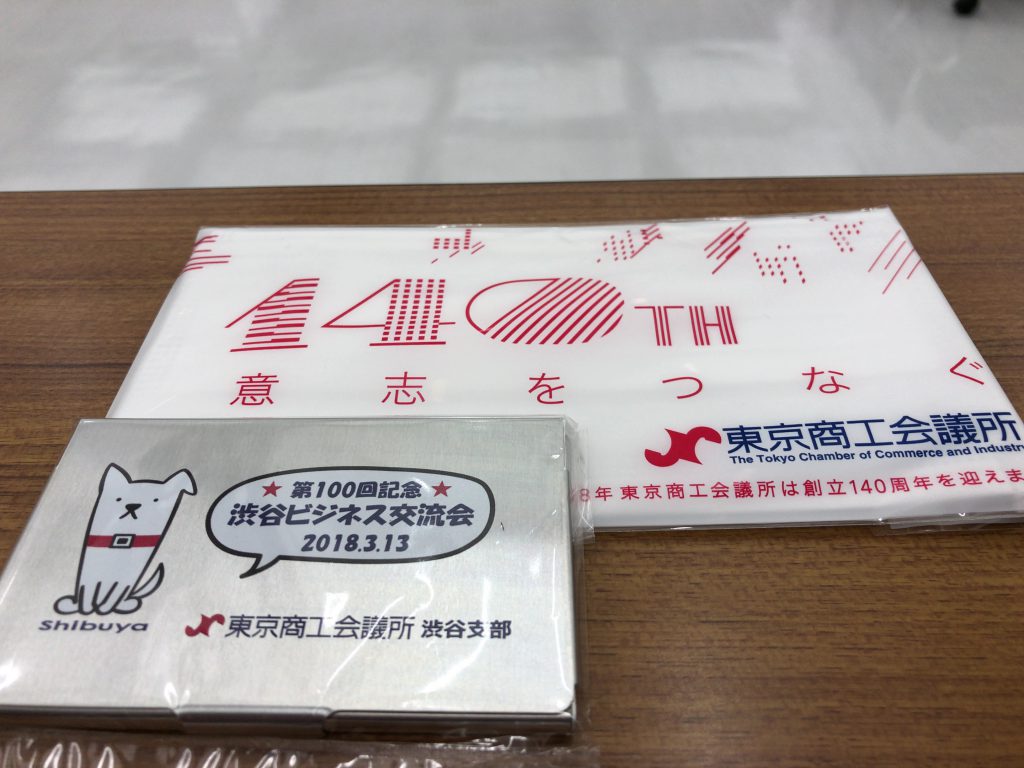 140TH
意志をつなぐ
東京商工会議所
The Tokyo Chamber of Commerce and
8年 東京商工会議所は創立140周年を迎えま
★ 第100回記念 ★
渋谷ビジネス交流会
2018.3.13
Shibuya
東京商工会議所 渋谷支部